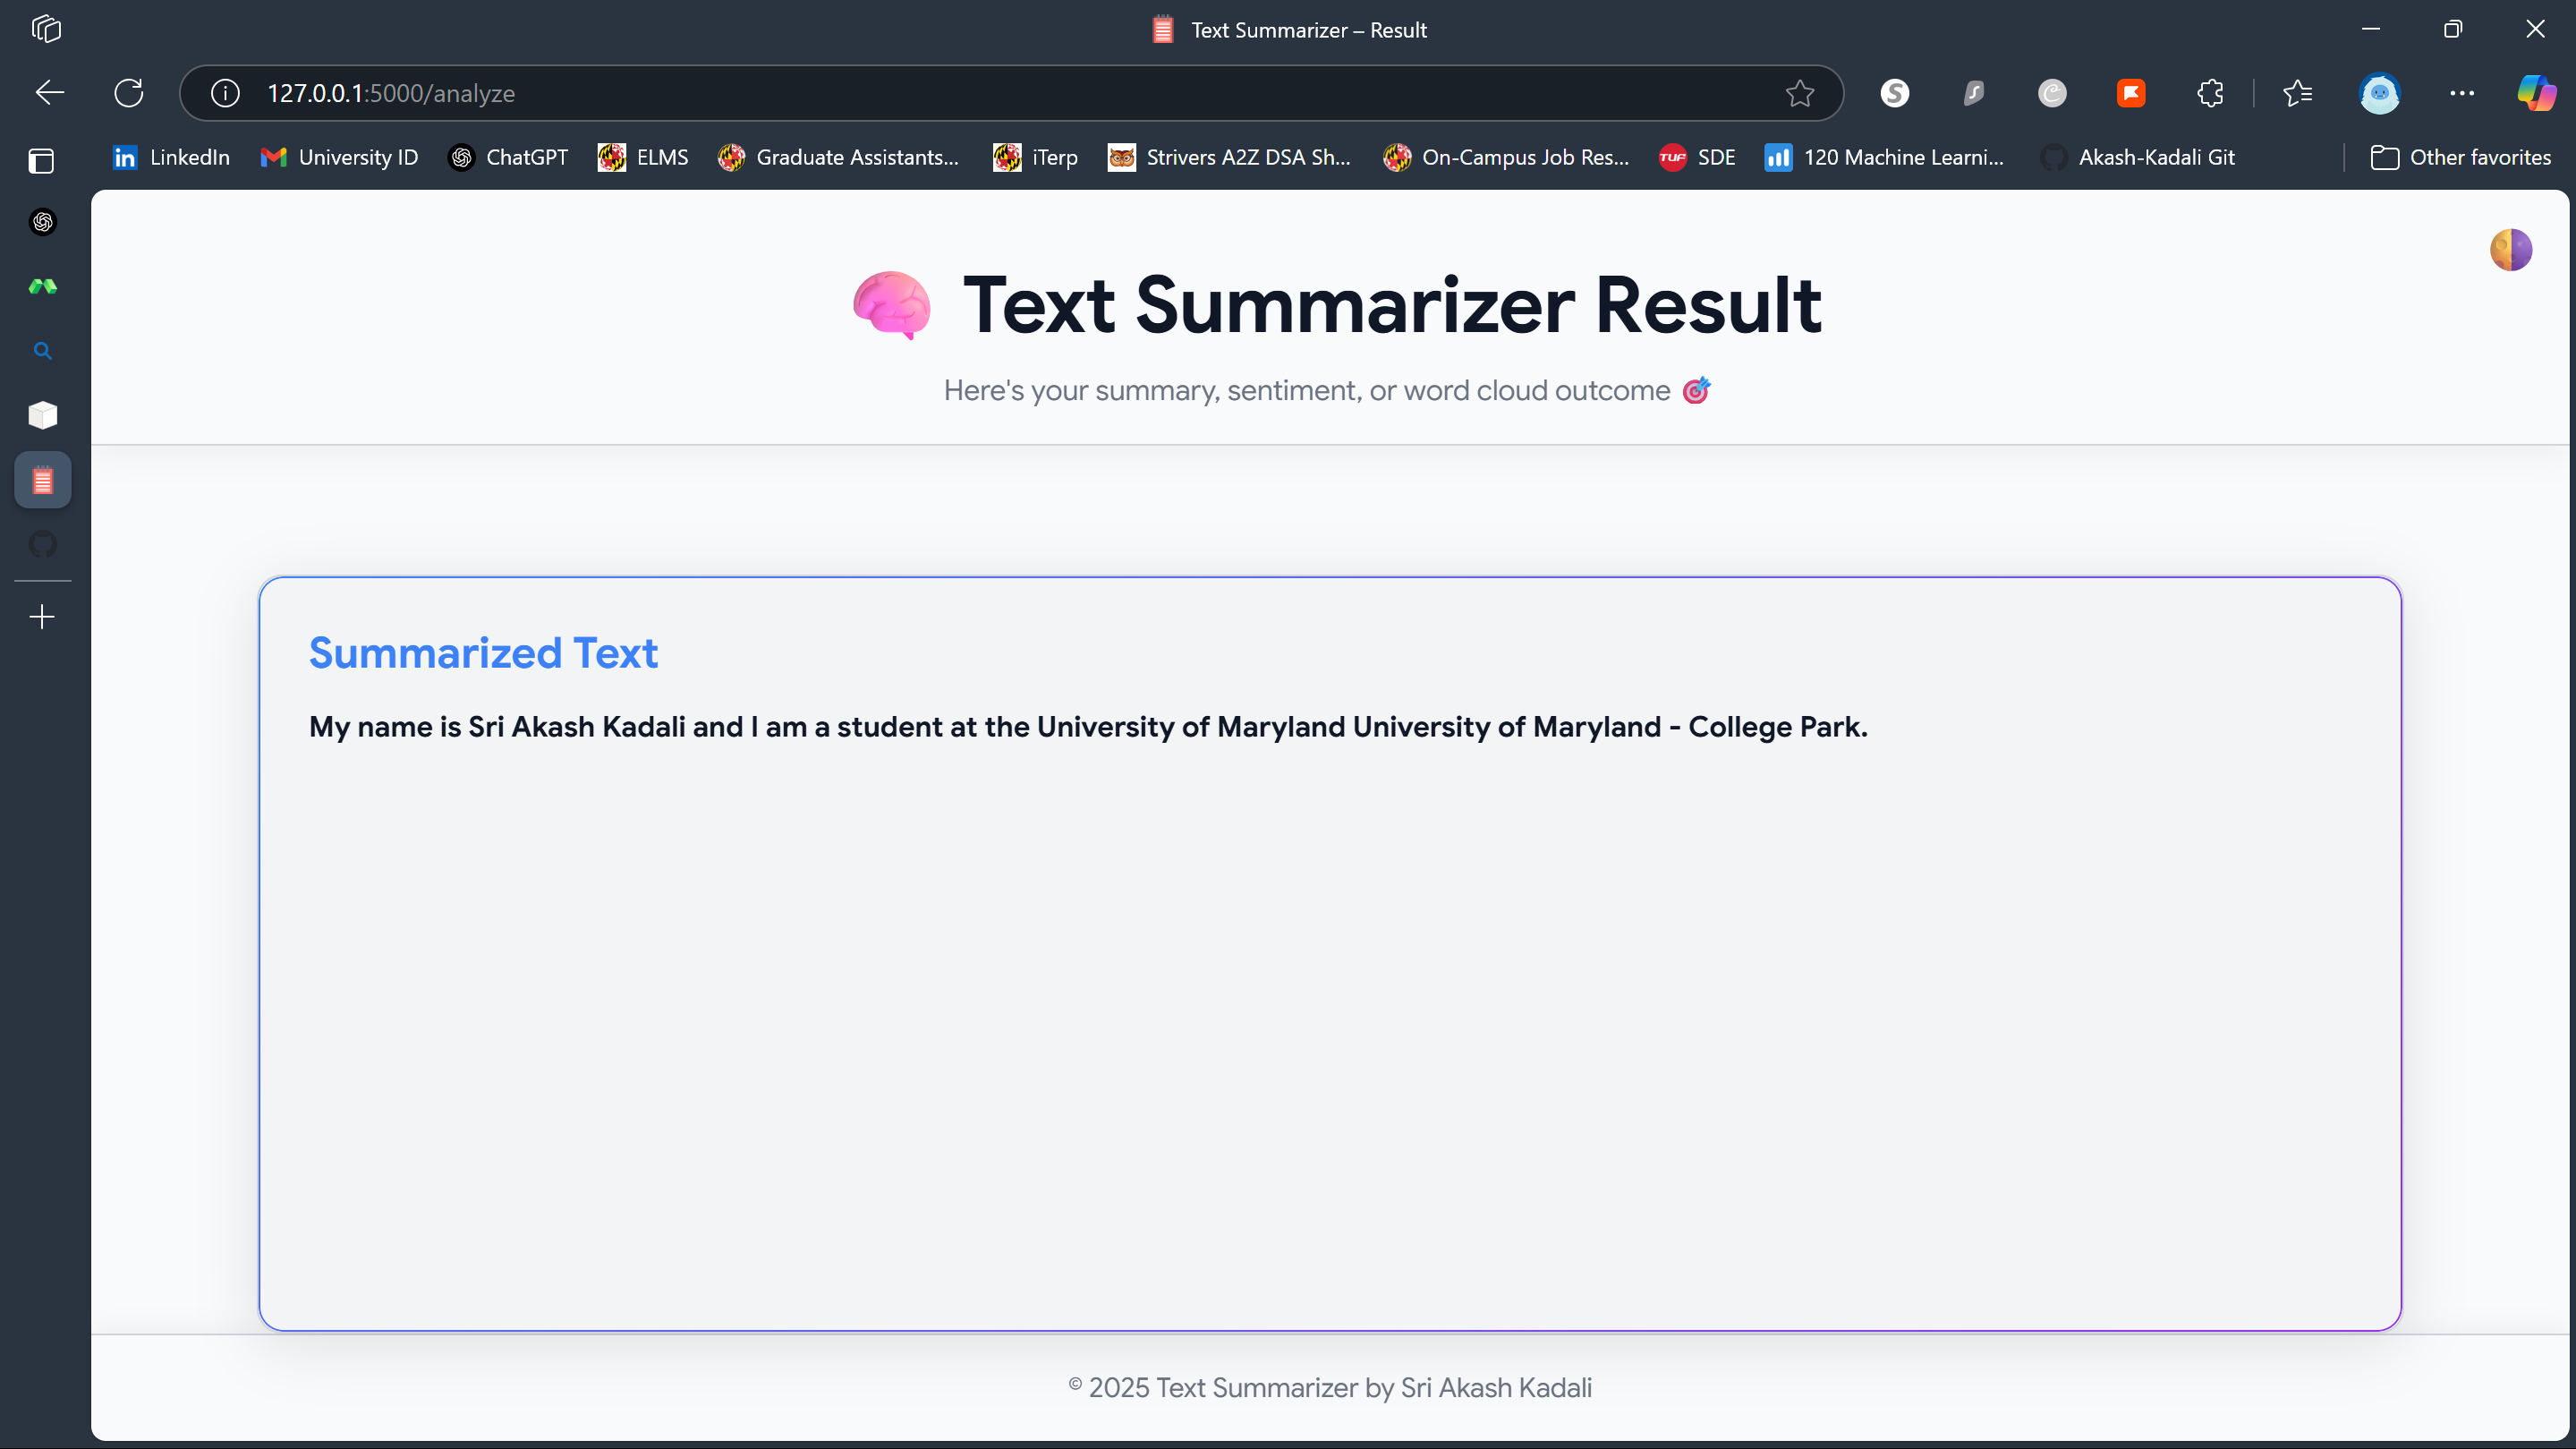 Text Summarizer – Result
127.0.0.1:5000/analyze
LinkedIn University ID ChatGPT ELMS Graduate Assistants... iTerp Strivers A2Z DSA Sh... On-Campus Job Res... TUF SDE 120 Machine Learni... Akash-Kadali Git Other favorites
Text Summarizer Result
Here's your summary, sentiment, or word cloud outcome
Summarized Text
My name is Sri Akash Kadali and I am a student at the University of Maryland University of Maryland - College Park.
© 2025 Text Summarizer by Sri Akash Kadali